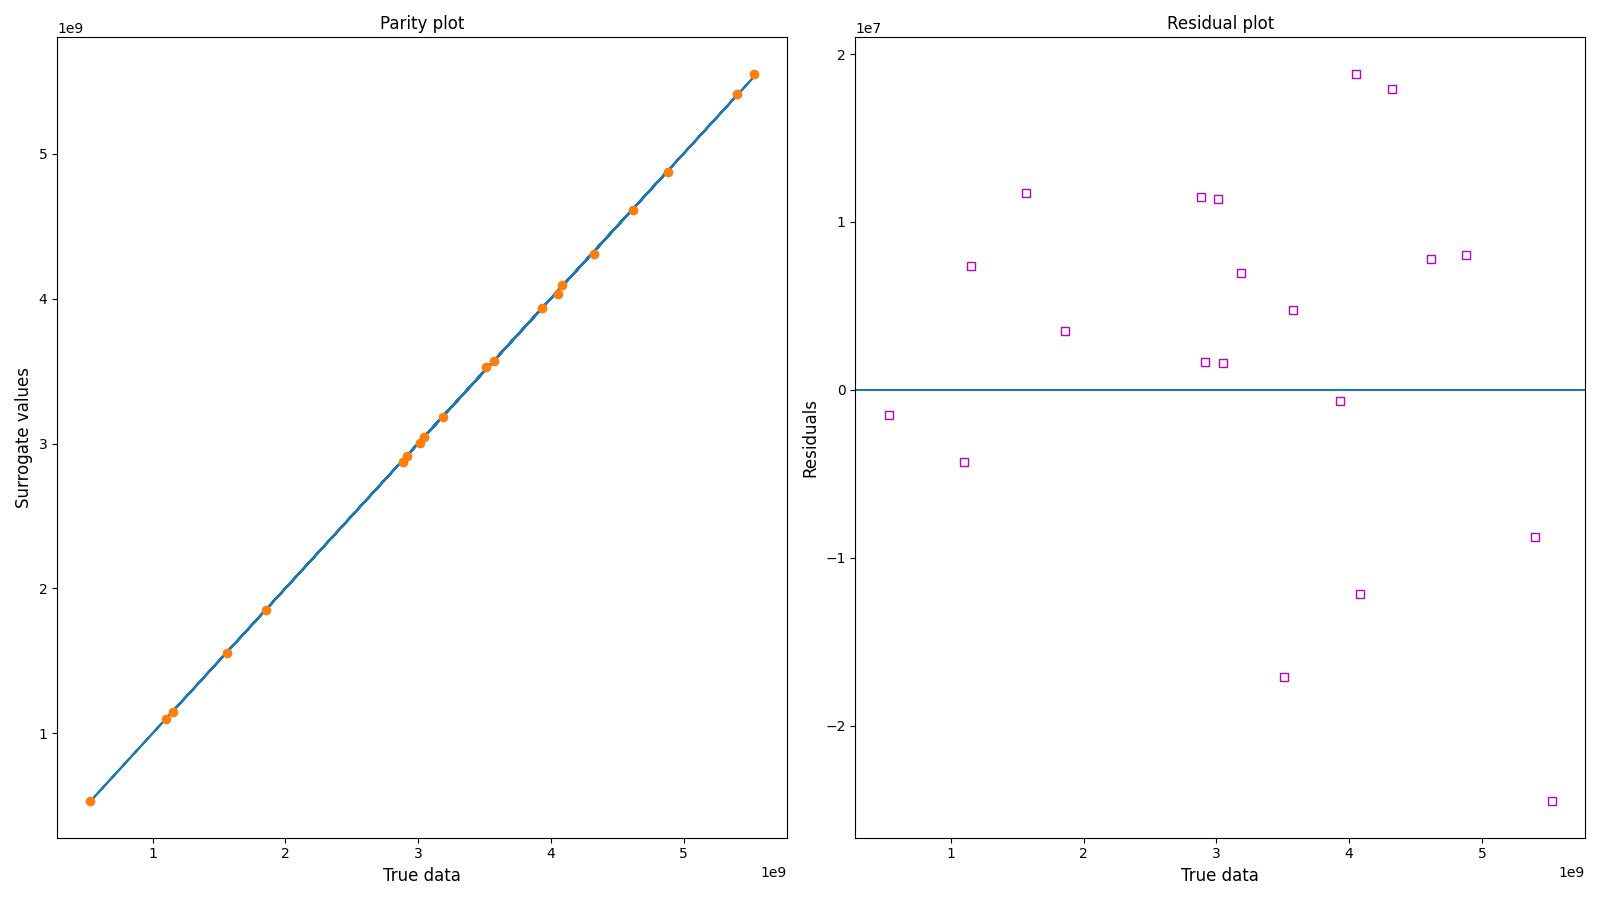 Parity plot
1e9
5
4
3
2
1
Surrogate values
1 2 3 4 5
1e9
True data
Residual plot
1e7
2
1
0
−1
−2
Residuals
1 2 3 4 5
1e9
True data